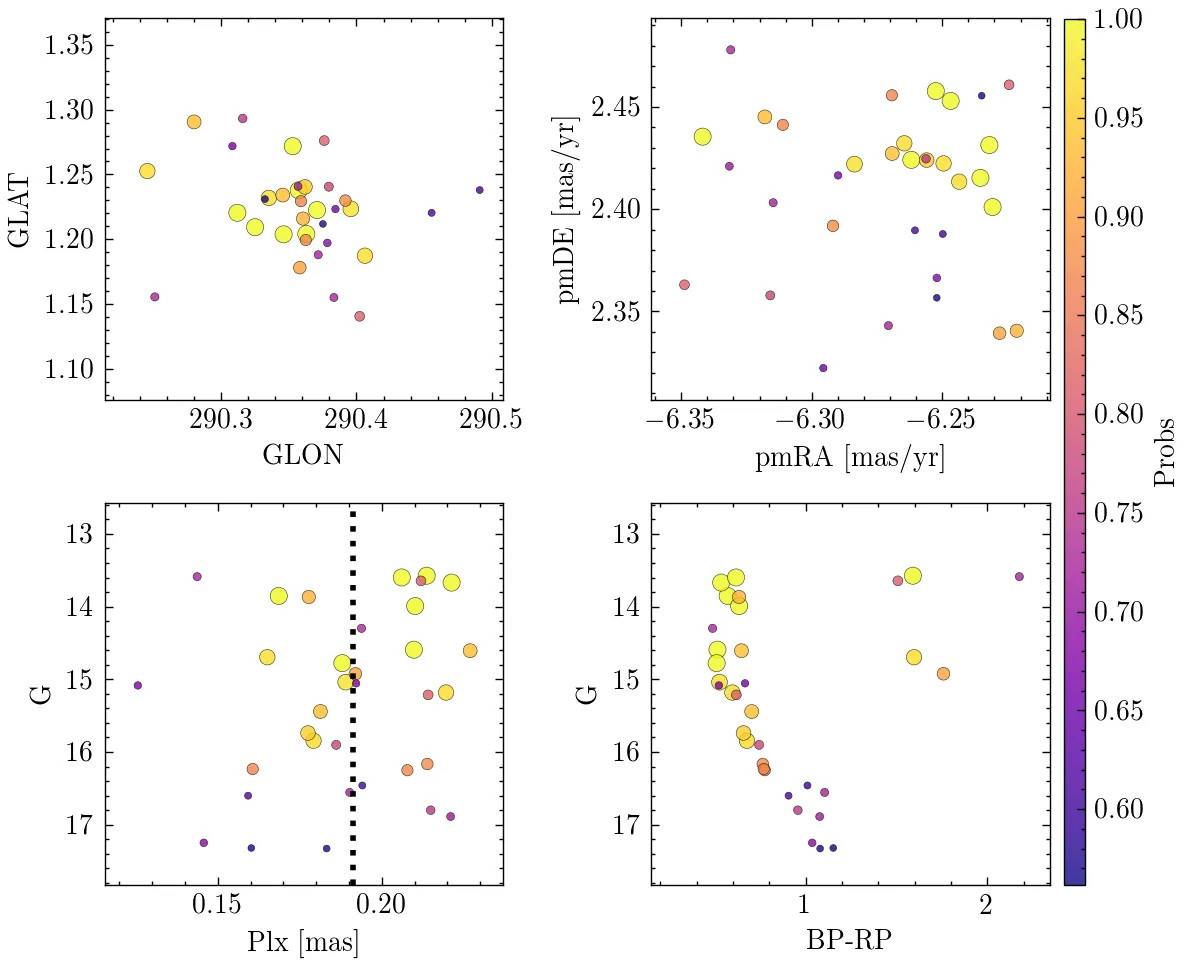 1.35
1.30
1.25
1.20
1.15
1.10
GLAT
290.3 290.4 290.5
GLON
2.45
2.40
2.35
pmDE [mas/yr]
−6.35 −6.30 −6.25
pmRA [mas/yr]
13
14
15
16
17
G
0.15 0.20
Plx [mas]
13
14
15
16
17
G
1 2
BP-RP
1.00
0.95
0.90
0.85
0.80
0.75
0.70
0.65
0.60
Probs